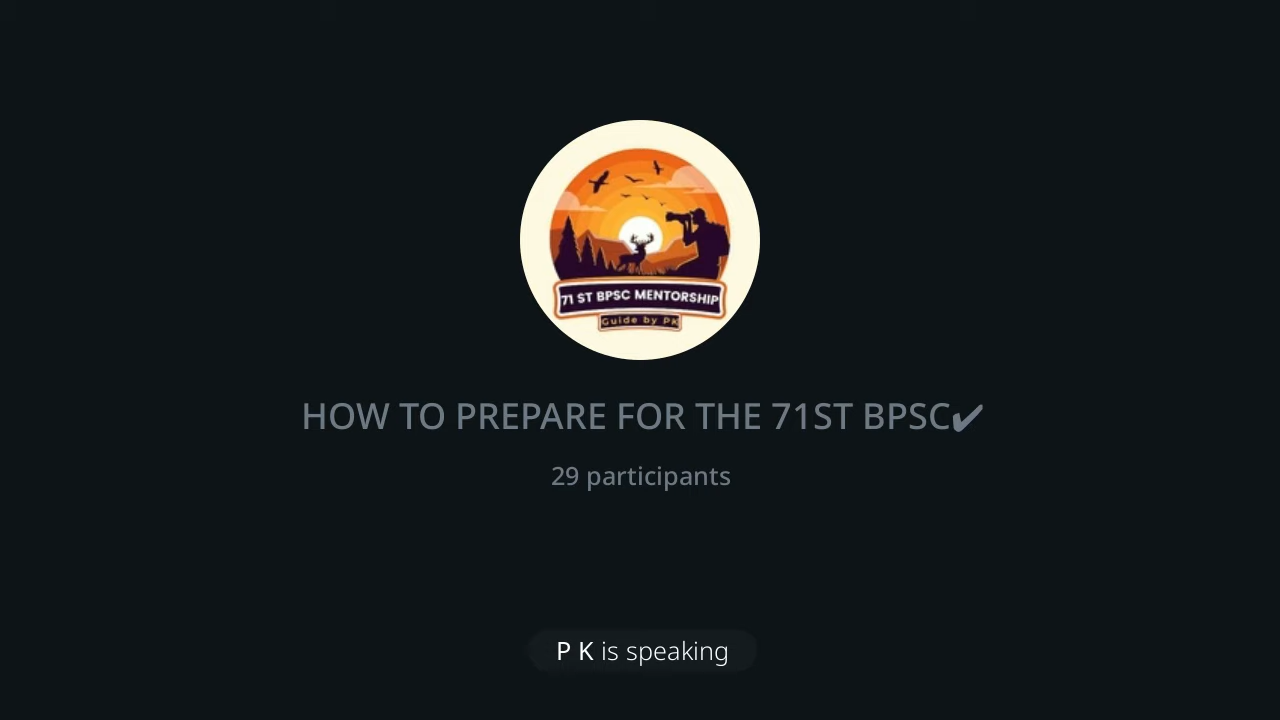 71 ST BPSC MENTORSHIP
Guide by PK
HOW TO PREPARE FOR THE 71ST BPSC✔
29 participants
P K is speaking